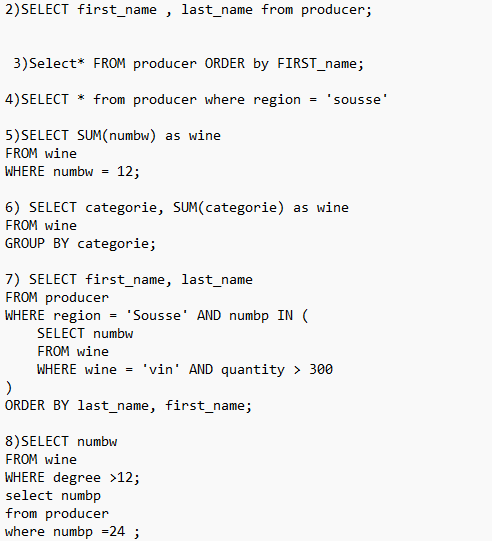 2)SELECT first_name , last_name from producer;
3)Select* FROM producer ORDER by FIRST_name;
4)SELECT * from producer where region = 'sousse'
5)SELECT SUM(numbw) as wine
FROM wine
WHERE numbw = 12;
6) SELECT categorie, SUM(categorie) as wine
FROM wine
GROUP BY categorie;
7) SELECT first_name, last_name
FROM producer
WHERE region = 'Sousse' AND numbp IN (
    SELECT numbw
    FROM wine
    WHERE wine = 'vin' AND quantity > 300
)
ORDER BY last_name, first_name;
8)SELECT numbw
FROM wine
WHERE degree >12;
select numbp
from producer
where numbp =24 ;